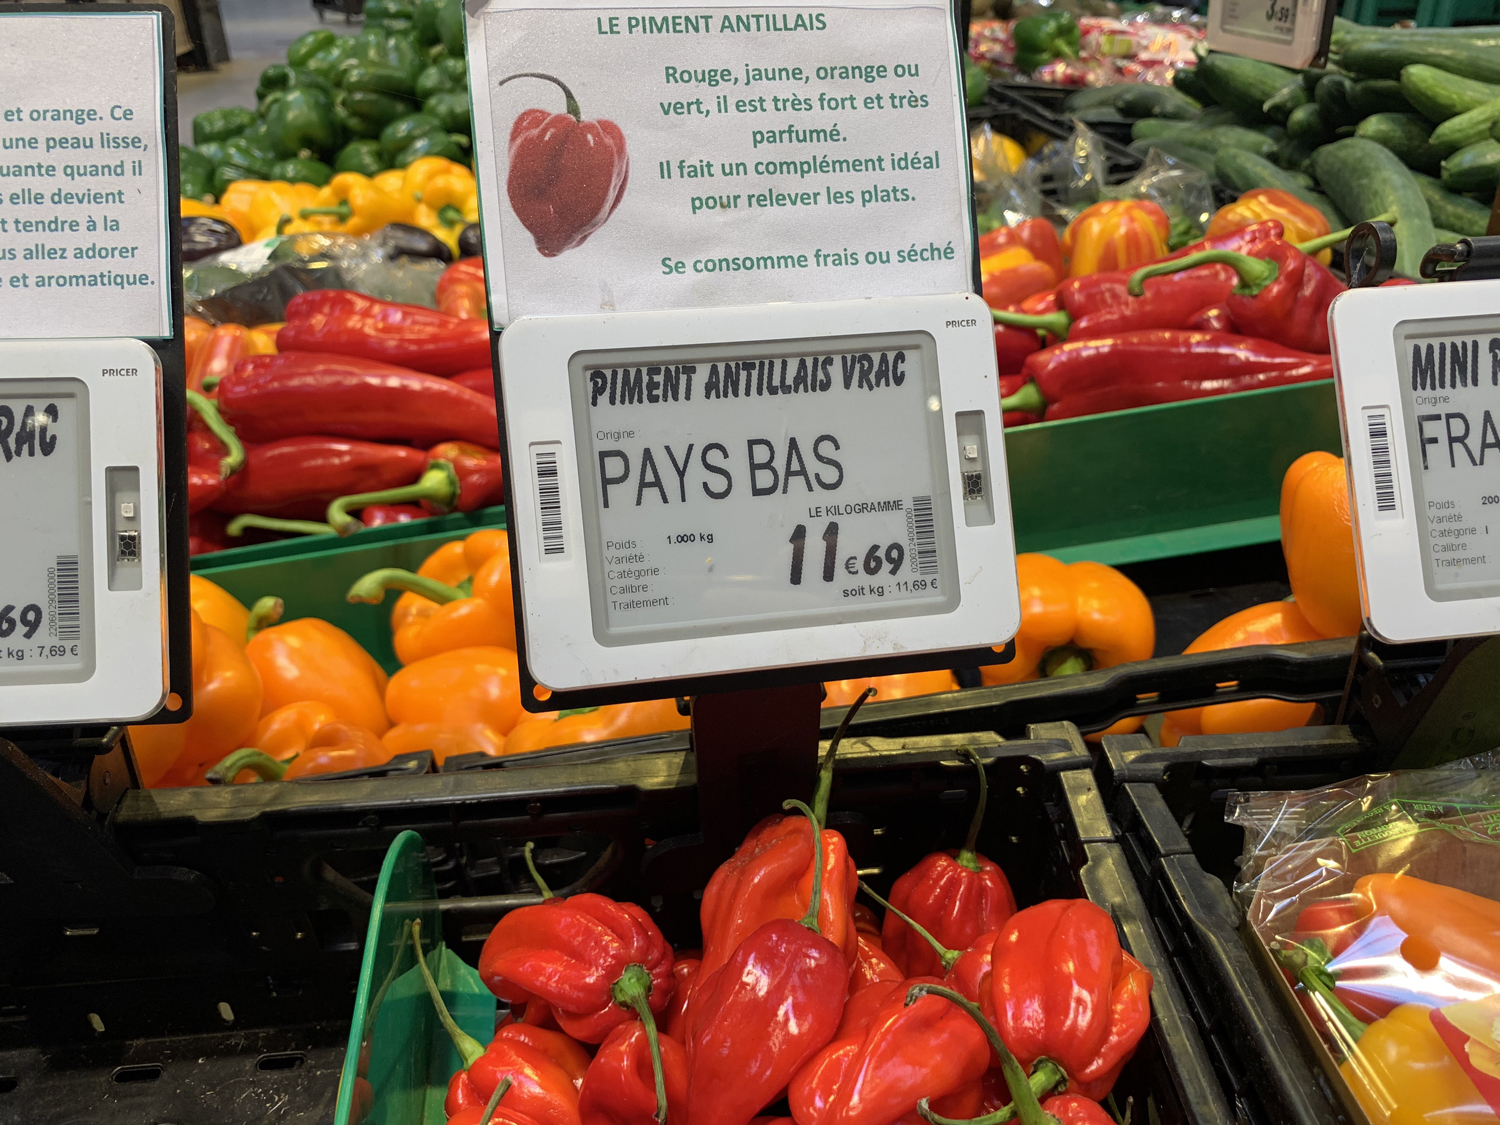 et orange. Ce
une peau lisse,
quand il
elle devient
tendre à la
allez adorer
et aromatique.
PRICER
69
kg : 7,69 €
LE PIMENT ANTILLAIS
Rouge, jaune, orange ou
vert, il est très fort et très
parfumé.
Il fait un complément idéal
pour relever les plats.
Se consomme frais ou séché
PRICER
PIMENT ANTILLAIS VRAC
Origine :
PAYS BAS
LE KILOGRAMME
Poids : 1.000 kg
Variété :
Catégorie :
Calibre :
Traitement :
11 € 69
soit kg : 11,69 €
MINI
Origine :
Poids : 200
Variété
Catégorie : I
Calibre
Traitement :